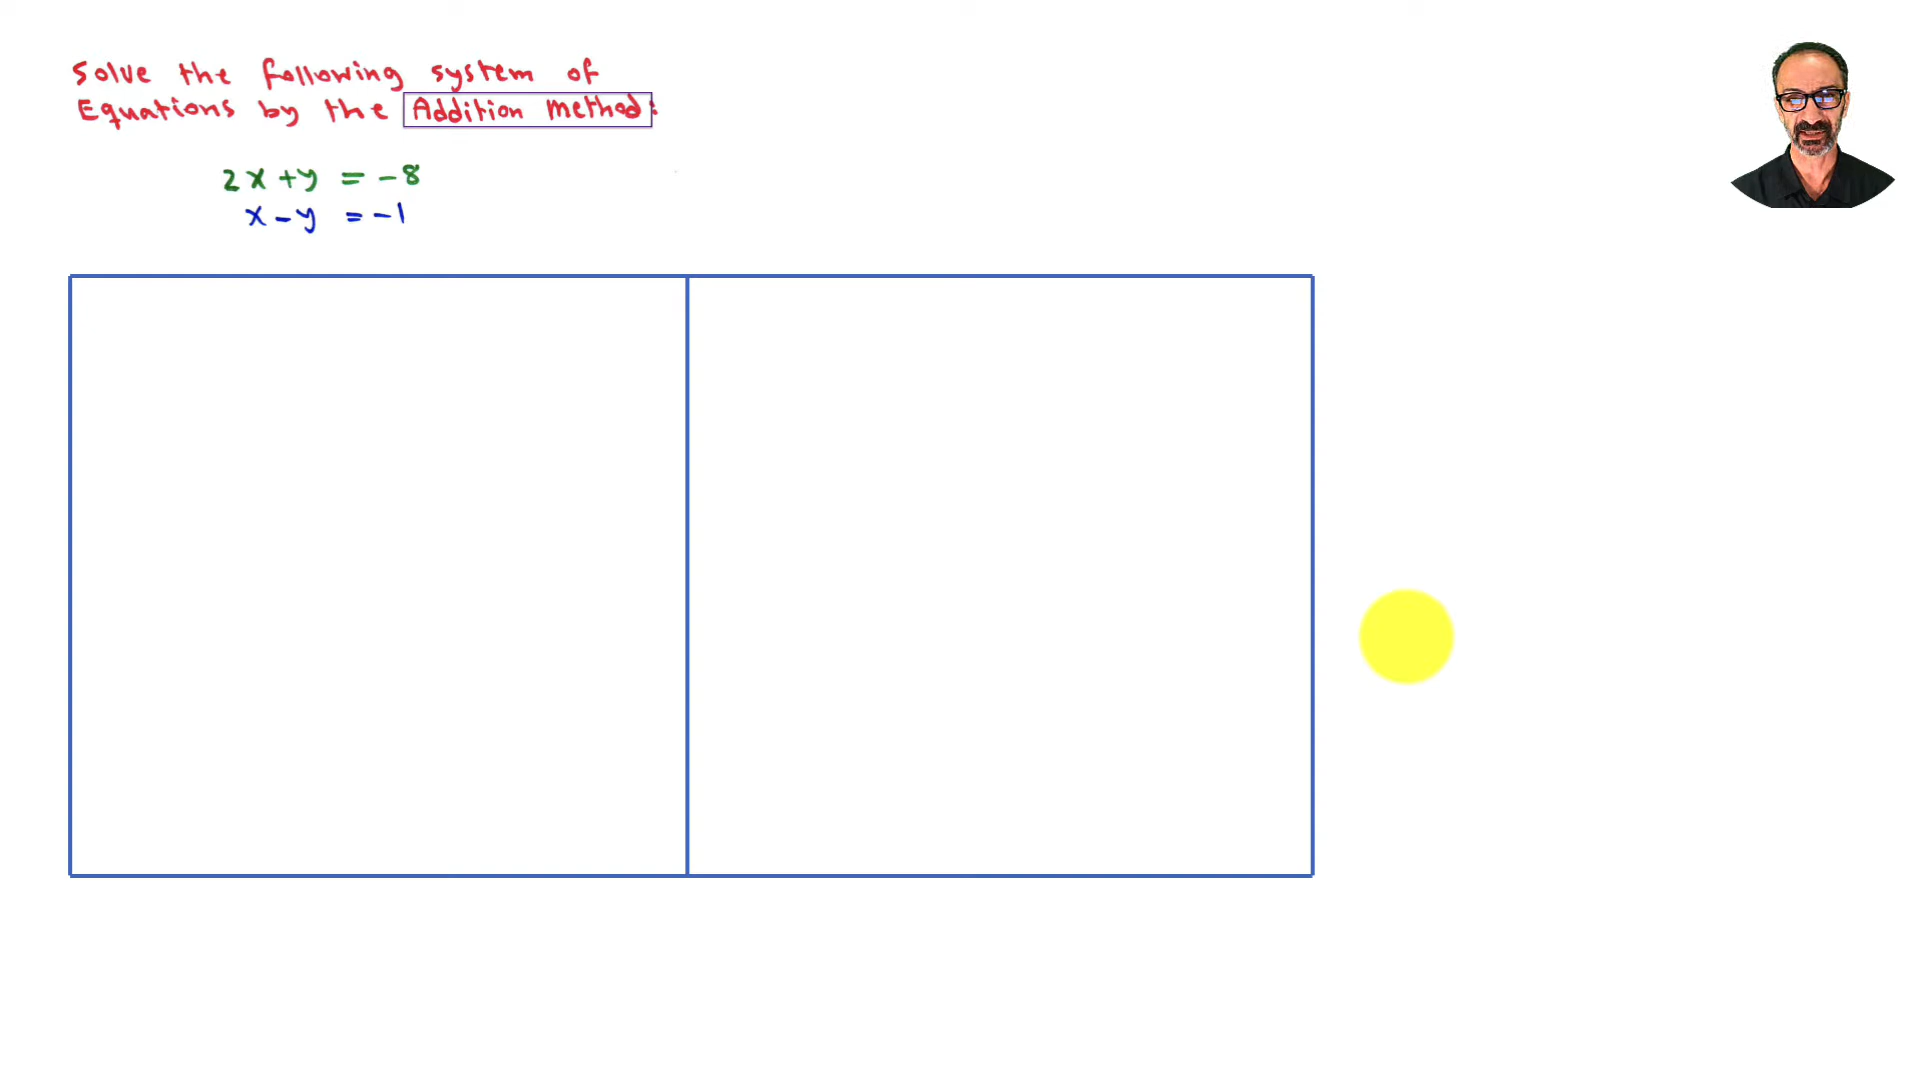 Solve the following system of
Equations by the Addition Method:
2x + y = -8
x - y = -1